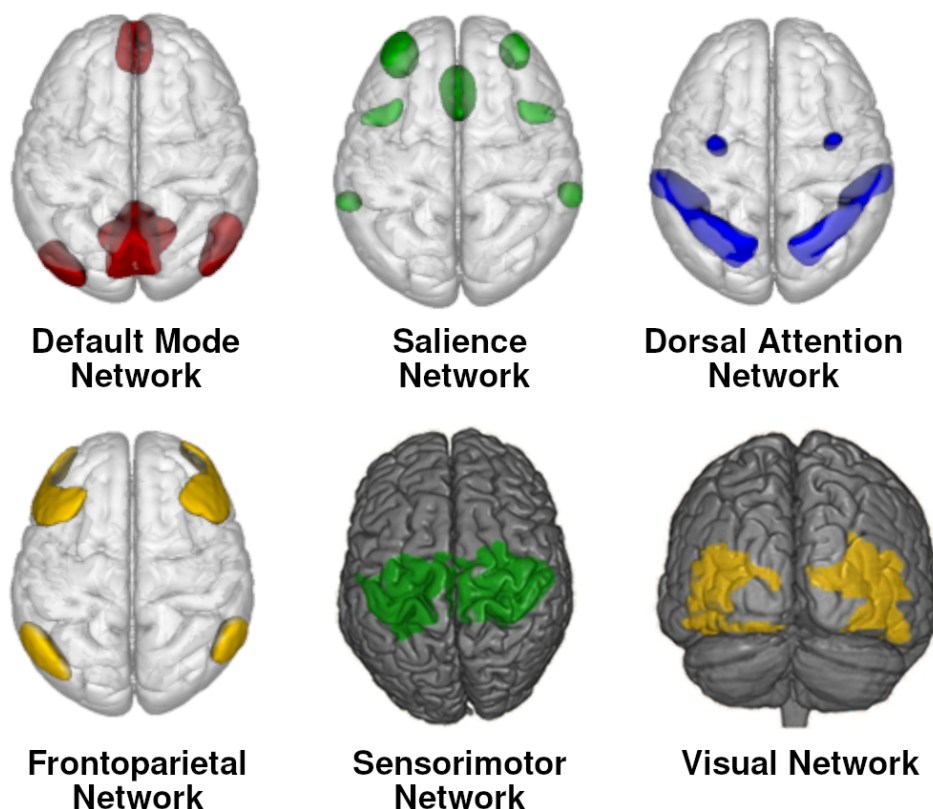 Default Mode
Network
Salience
Network
Dorsal Attention
Network
Frontoparietal
Network
Sensorimotor
Network
Visual Network